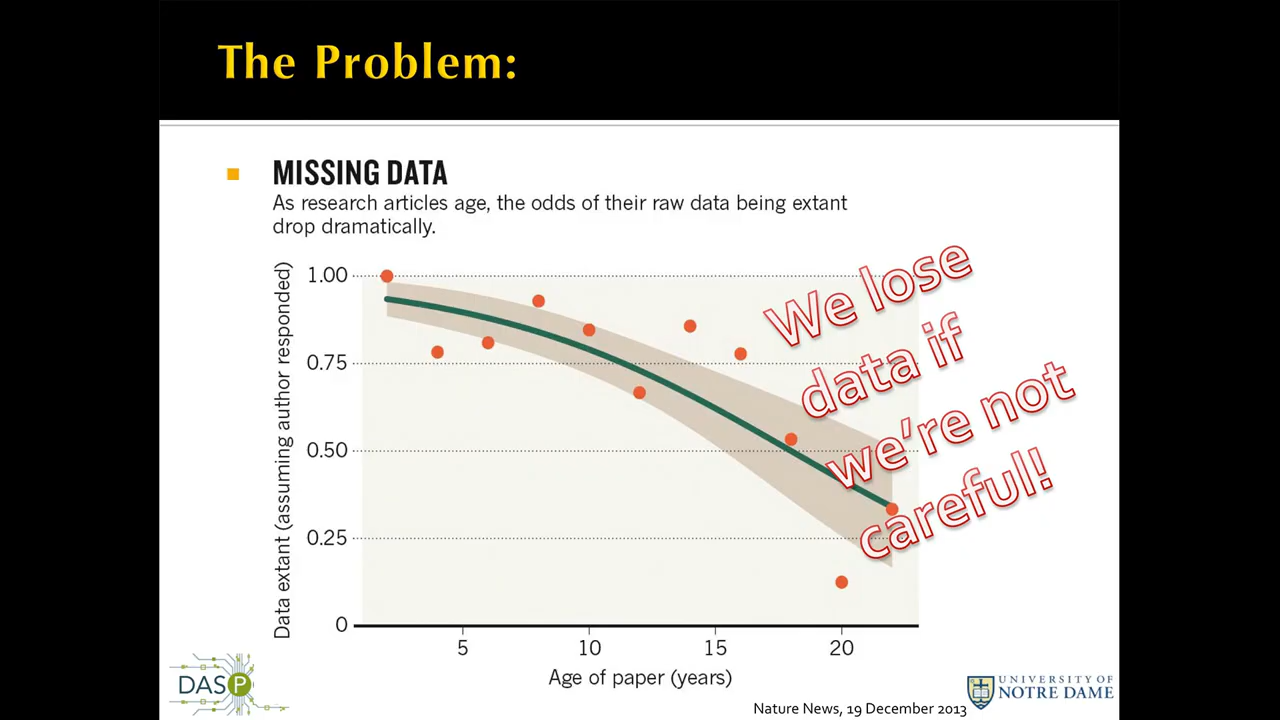 The Problem:
MISSING DATA
As research articles age, the odds of their raw data being extant
drop dramatically.
Data extant (assuming author responded)
1.00
0.75
0.50
0.25
0
5 10 15 20
Age of paper (years)
We lose
data if
we're not
careful!
DASP
Nature News, 19 December 2013
UNIVERSITY OF
NOTRE DAME